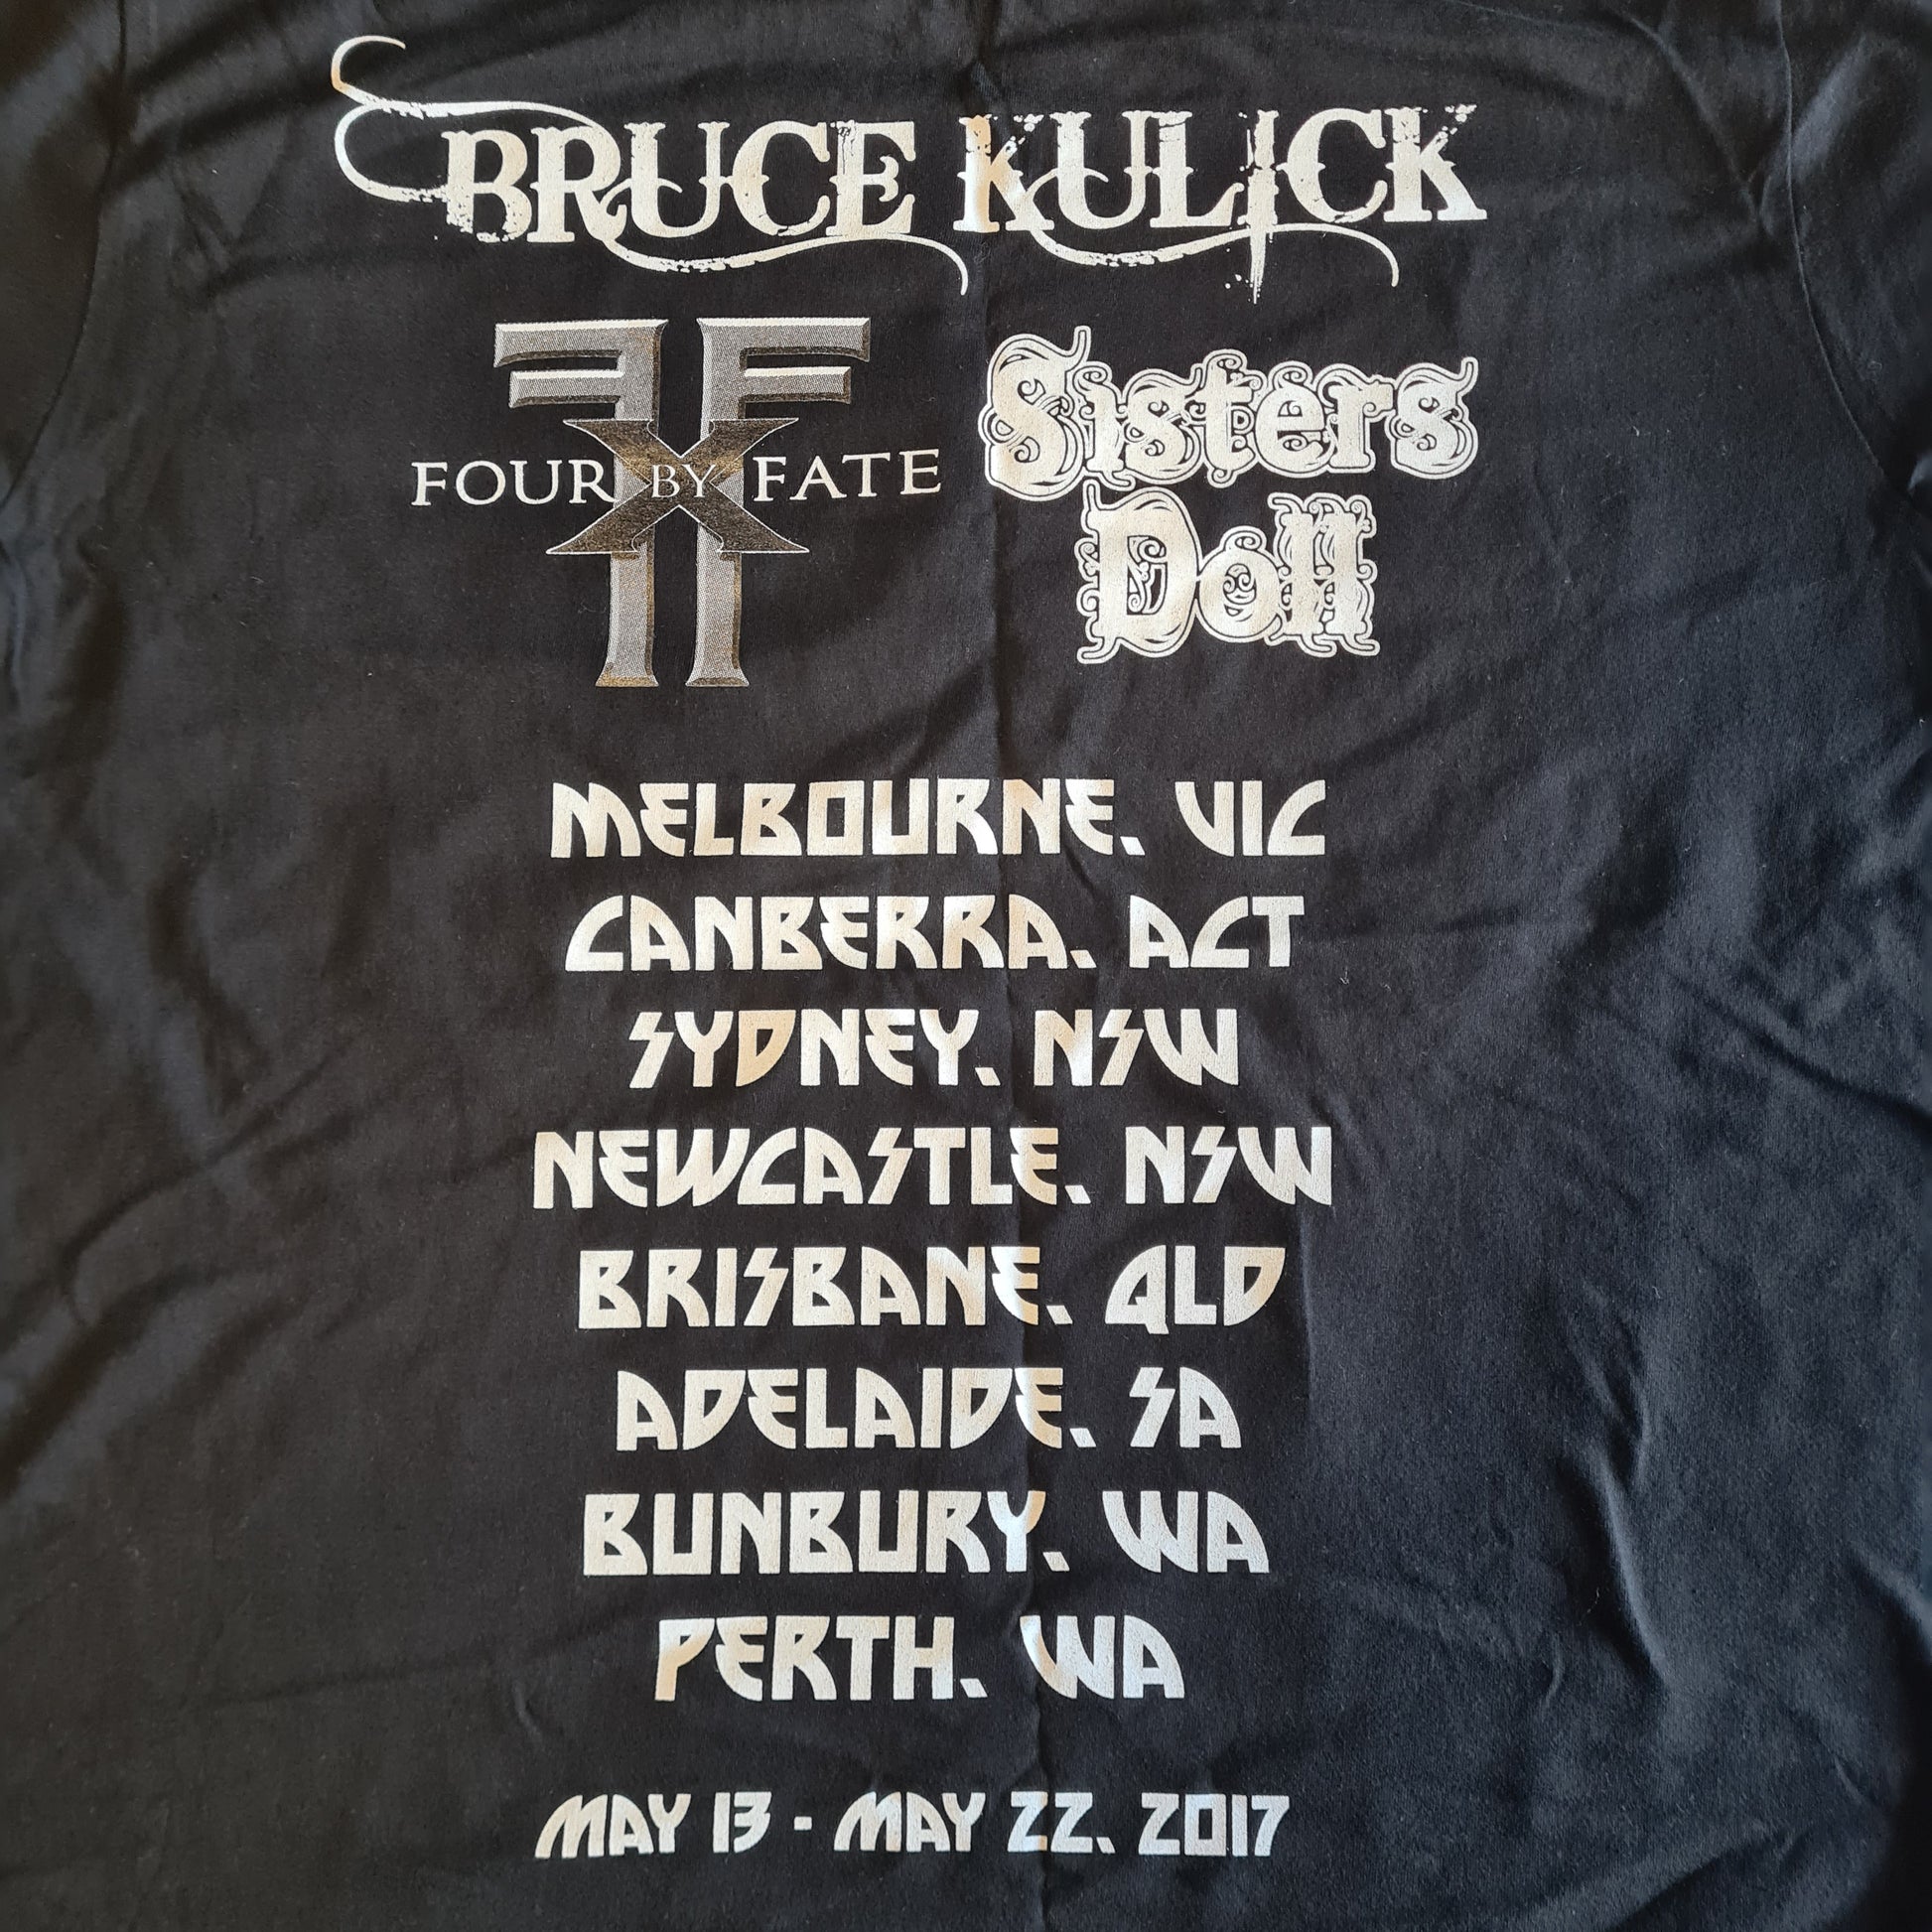 BRUCE KULICK
FOUR BY FATE
Sisters
Doll
MELBOURNE, VIC
CANBERRA, ACT
SYDNEY, NSW
NEWCASTLE, NSW
BRISBANE, QLD
ADELAIDE, SA
BUNBURY, WA
PERTH, WA
MAY 13 - MAY 22, 2017